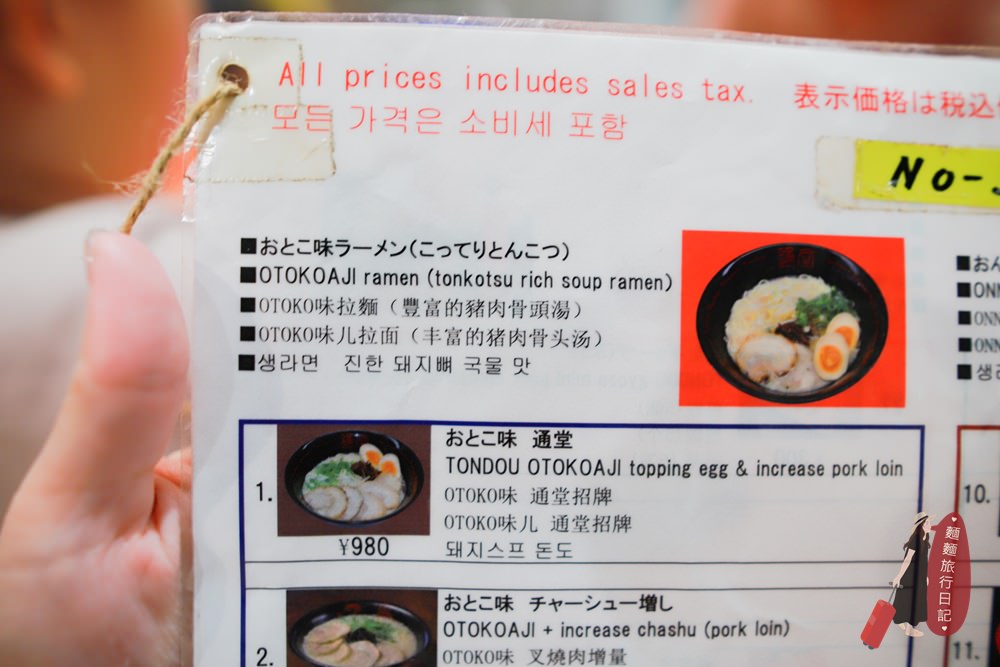 All prices includes sales tax.
表示価格は税込
모든 가격은 소비세 포함
No-
■おとこ味ラーメン(こってりとんこつ)
■OTOKOAJI ramen (tonkotsu rich soup ramen)
■OTOKO味拉麵（豐富的豬肉骨頭湯）
■OTOKO味儿拉面（丰富的猪肉骨头汤）
■생라면 진한 돼지뼈 국물 맛
1.
おとこ味 通堂
TONDOU OTOKOAJI topping egg & increase pork loin
OTOKO味 通堂招牌
OTOKO味儿 通堂招牌
돼지스프 돈도
¥980
2.
おとこ味 チャーシュー増し
OTOKOAJI + increase chashu (pork loin)
OTOKO味 叉燒肉增量
10.
11.
麵麵旅行日記